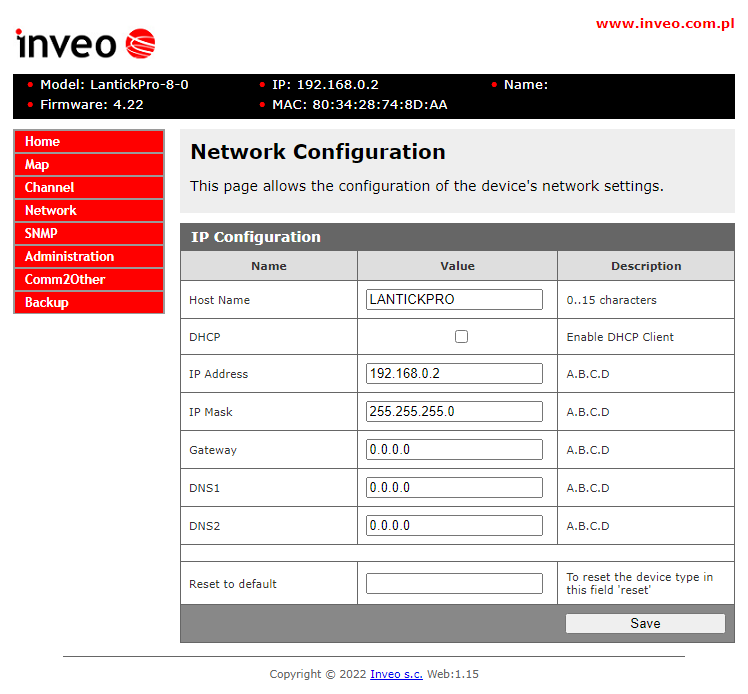 www.inveo.com.pl
inveo
Model: LantickPro-8-0 IP: 192.168.0.2 Name:
Firmware: 4.22 MAC: 80:34:28:74:8D:AA
Home
Map
Channel
Network
SNMP
Administration
Comm2Other
Backup
Network Configuration
This page allows the configuration of the device's network settings.
IP Configuration
Name Value Description
Host Name LANTICKPRO 0..15 characters
DHCP Enable DHCP Client
IP Address 192.168.0.2 A.B.C.D
IP Mask 255.255.255.0 A.B.C.D
Gateway 0.0.0.0 A.B.C.D
DNS1 0.0.0.0 A.B.C.D
DNS2 0.0.0.0 A.B.C.D
Reset to default To reset the device type in
this field 'reset'
Save
Copyright © 2022 Inveo s.c. Web:1.15